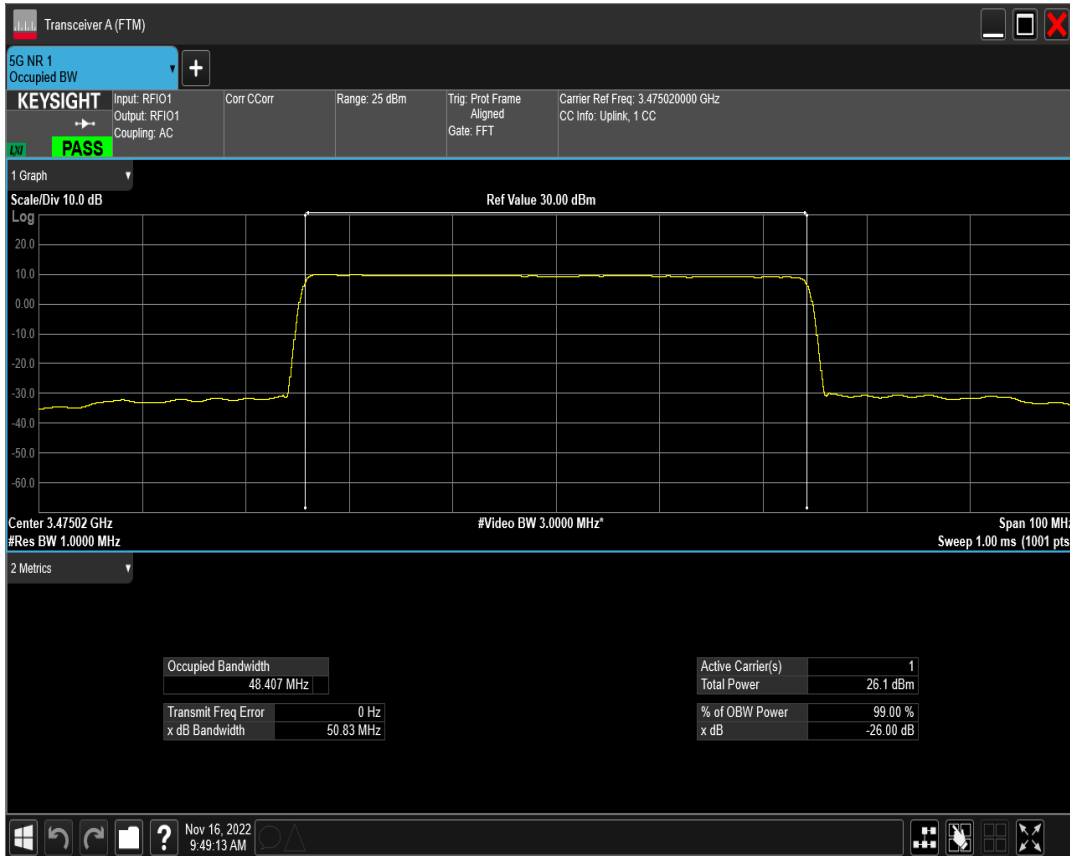 Transceiver A (FTM)
5G NR 1
Occupied BW
+
KEYSIGHT
LXI
PASS
Input: RFIO1
Output: RFIO1
Coupling: AC
Corr CCorr
Range: 25 dBm
Trig: Prot Frame
Aligned
Gate: FFT
Carrier Ref Freq: 3.475020000 GHz
CC Info: Uplink, 1 CC
1 Graph
Scale/Div 10.0 dB
Ref Value 30.00 dBm
Log
20.0
10.0
0.00
-10.0
-20.0
-30.0
-40.0
-50.0
-60.0
Center 3.47502 GHz
#Video BW 3.0000 MHz*
Span 100 MHz
#Res BW 1.0000 MHz
Sweep 1.00 ms (1001 pts
2 Metrics
Occupied Bandwidth
48.407 MHz
Transmit Freq Error 0 Hz
x dB Bandwidth 50.83 MHz
Active Carrier(s) 1
Total Power 26.1 dBm
% of OBW Power 99.00 %
x dB -26.00 dB
?
Nov 16, 2022
9:49:13 AM